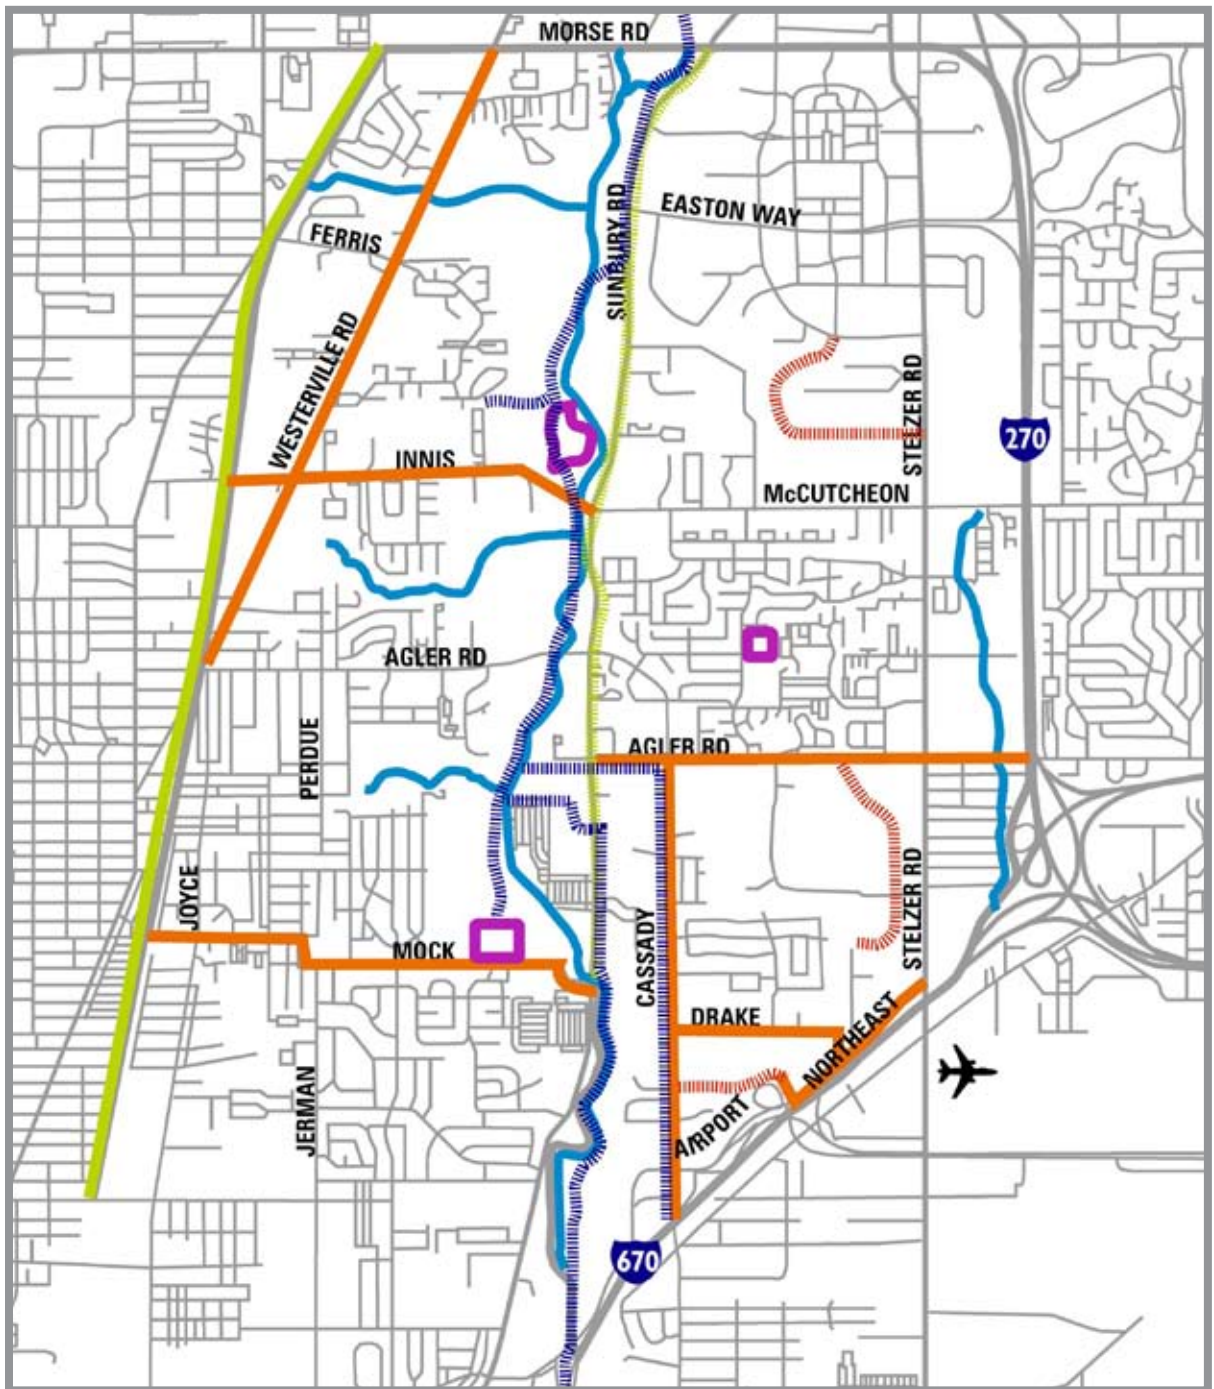 MORSE RD
EASTON WAY
SUNBURY RD
FERRIS
WESTERVILLE RD
STELZER RD
270
INNIS
McCUTCHEON
AGLER RD
PERDUE
AGLER RD
JOYCE
STELZER RD
CASSADY
MOCK
DRAKE
NORTHEAST
JERMAN
AIRPORT
670